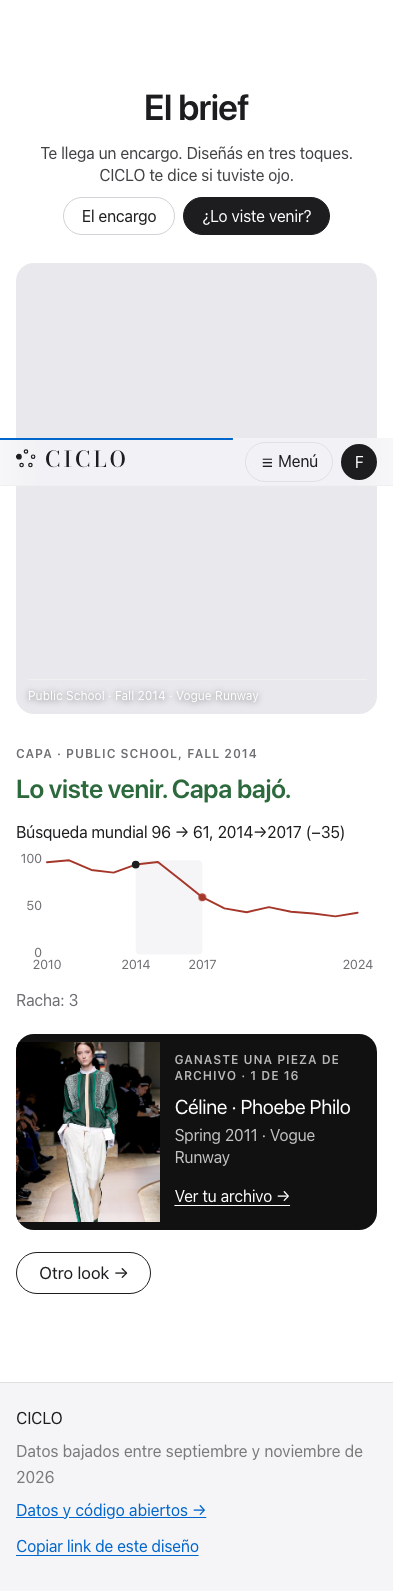 El brief
Te llega un encargo. Diseñás en tres toques.
CICLO te dice si tuviste ojo.
El encargo
¿Lo viste venir?
CICLO
≡ Menú
F
Public School · Fall 2014 · Vogue Runway
CAPA · PUBLIC SCHOOL, FALL 2014
Lo viste venir. Capa bajó.
Búsqueda mundial 96 → 61, 2014→2017 (−35)
100
50
0
2010 2014 2017 2024
Racha: 3
GANASTE UNA PIEZA DE
ARCHIVO · 1 DE 16
Céline · Phoebe Philo
Spring 2011 · Vogue
Runway
Ver tu archivo →
Otro look →
CICLO
Datos bajados entre septiembre y noviembre de
2026
Datos y código abiertos →
Copiar link de este diseño